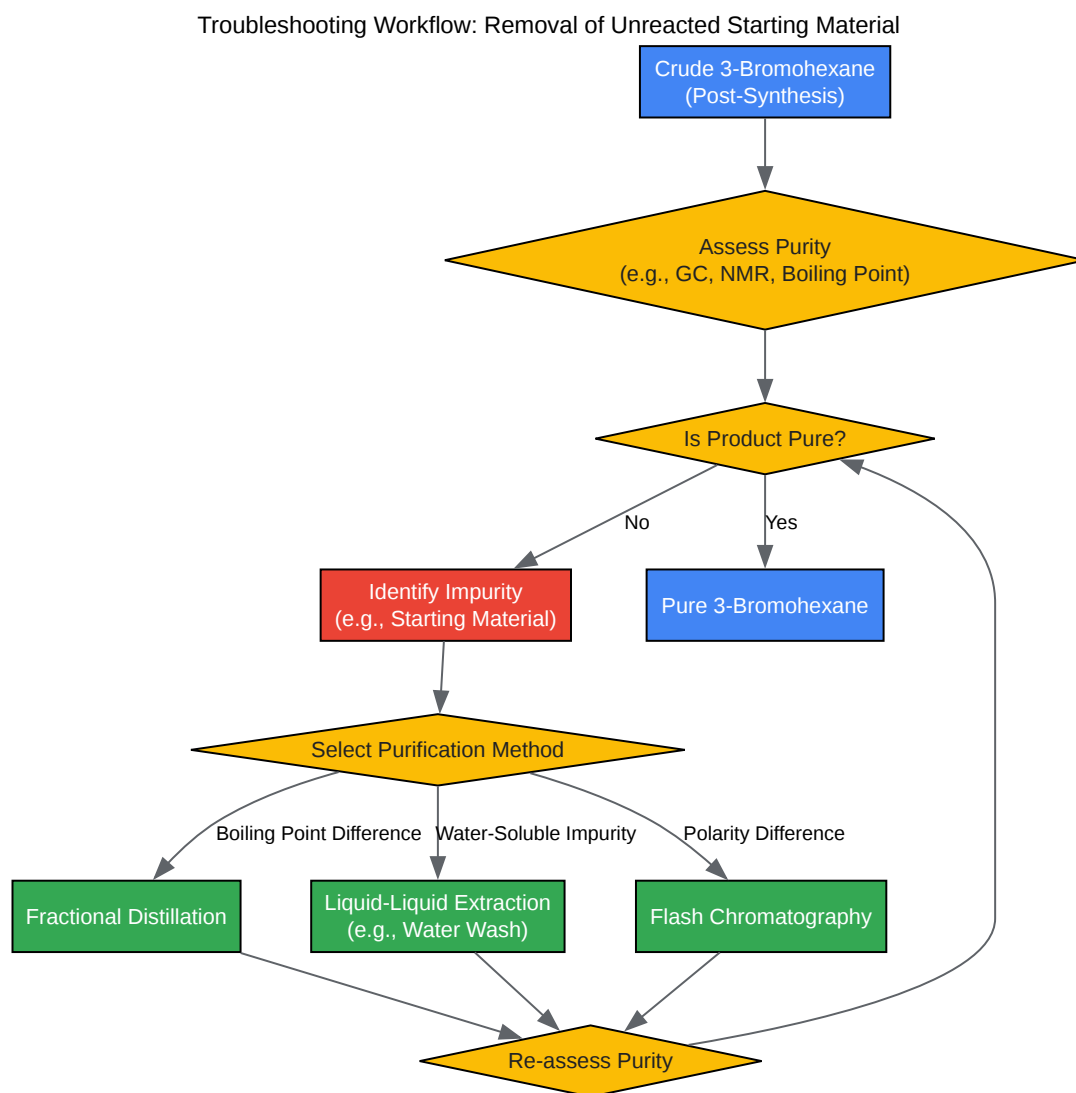 Troubleshooting Workflow: Removal of Unreacted Starting Material
Crude 3-Bromohexane
(Post-Synthesis)
Assess Purity
(e.g., GC, NMR, Boiling Point)
Is Product Pure?
No
Yes
Identify Impurity
(e.g., Starting Material)
Pure 3-Bromohexane
Select Purification Method
Boiling Point Difference
Water-Soluble Impurity
Polarity Difference
Fractional Distillation
Liquid-Liquid Extraction
(e.g., Water Wash)
Flash Chromatography
Re-assess Purity